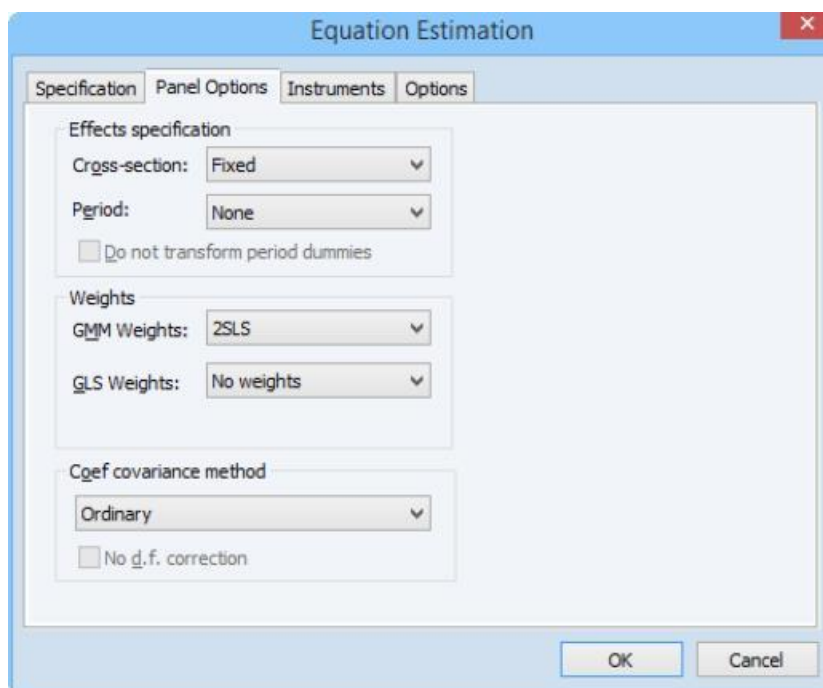 Equation Estimation
Specification Panel Options Instruments Options
Effects specification
Cross-section: Fixed
Period: None
Do not transform period dummies
Weights
GMM Weights: 2SLS
GLS Weights: No weights
Coef covariance method
Ordinary
No d.f. correction
OK Cancel